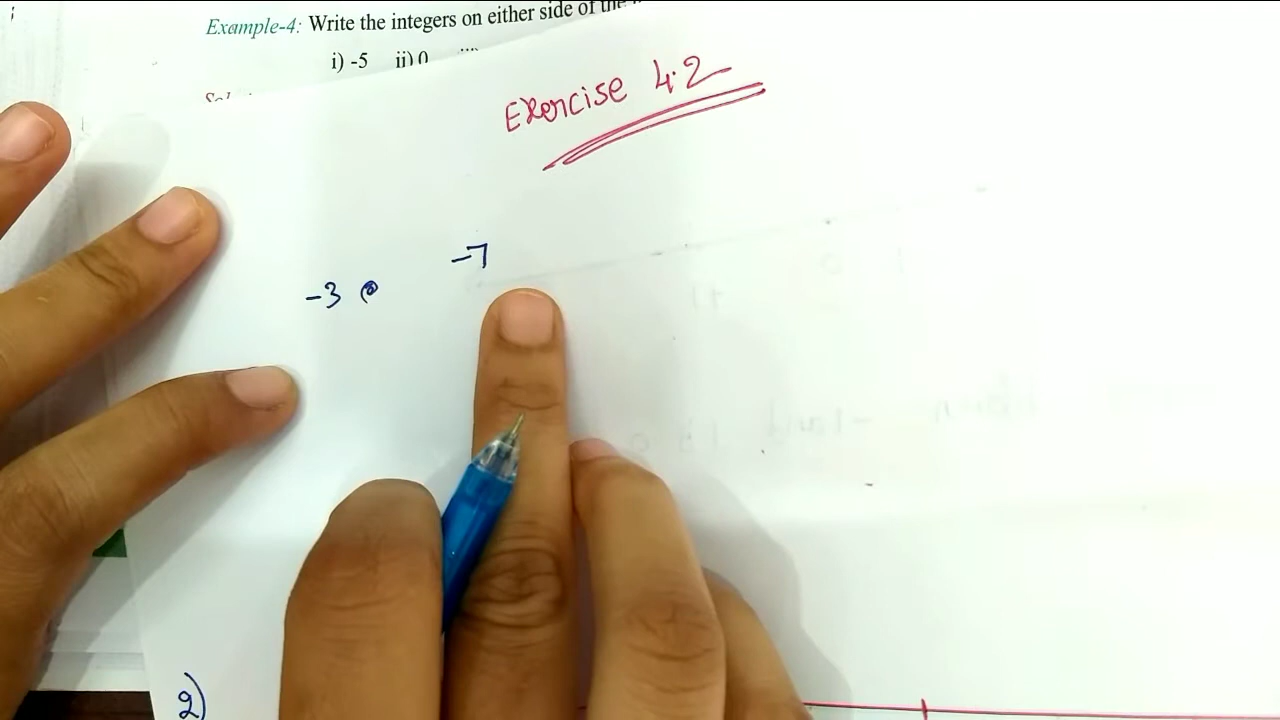 Example-4: Write the integers on either side of the
i) -5 ii) 0
Exercise 4.2
-7
-3
2)